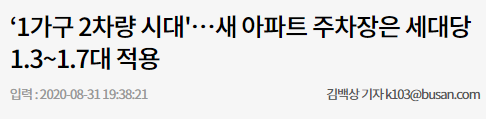 ‘1가구 2차량 시대'…새 아파트 주차장은 세대당
1.3~1.7대 적용
입력 : 2020-08-31 19:38:21 김백상 기자 k103@busan.com